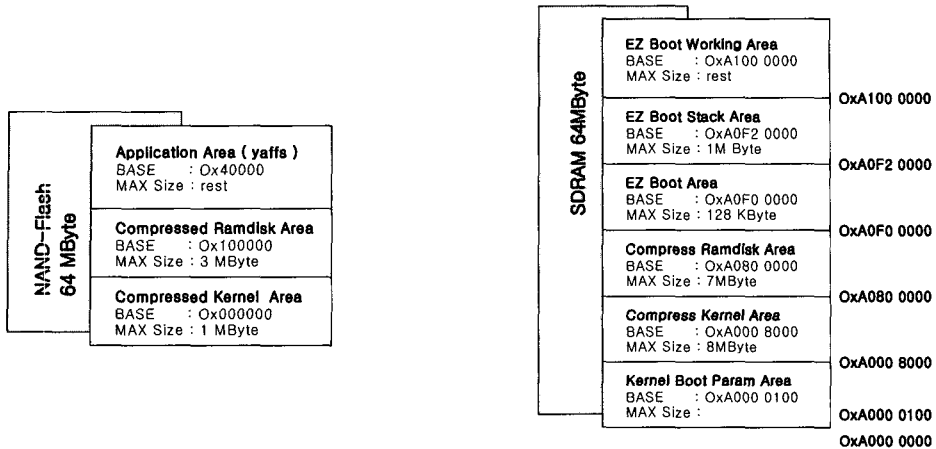 NAND-Flash
64 MByte
Application Area ( yaffs )
BASE : Ox40000
MAX Size : rest
Compressed Ramdisk Area
BASE : Ox100000
MAX Size : 3 MByte
Compressed Kernel Area
BASE : Ox000000
MAX Size : 1 MByte
SDRAM 64MByte
EZ Boot Working Area
BASE : OxA100 0000
MAX Size : rest
OxA100 0000
EZ Boot Stack Area
BASE : OxA0F2 0000
MAX Size : 1M Byte
OxA0F2 0000
EZ Boot Area
BASE : OxA0F0 0000
MAX Size : 128 KByte
OxA0F0 0000
Compress Ramdisk Area
BASE : OxA080 0000
MAX Size : 7MByte
OxA080 0000
Compress Kernel Area
BASE : OxA000 8000
MAX Size : 8MByte
OxA000 8000
Kernel Boot Param Area
BASE : OxA000 0100
MAX Size :
OxA000 0100
OxA000 0000